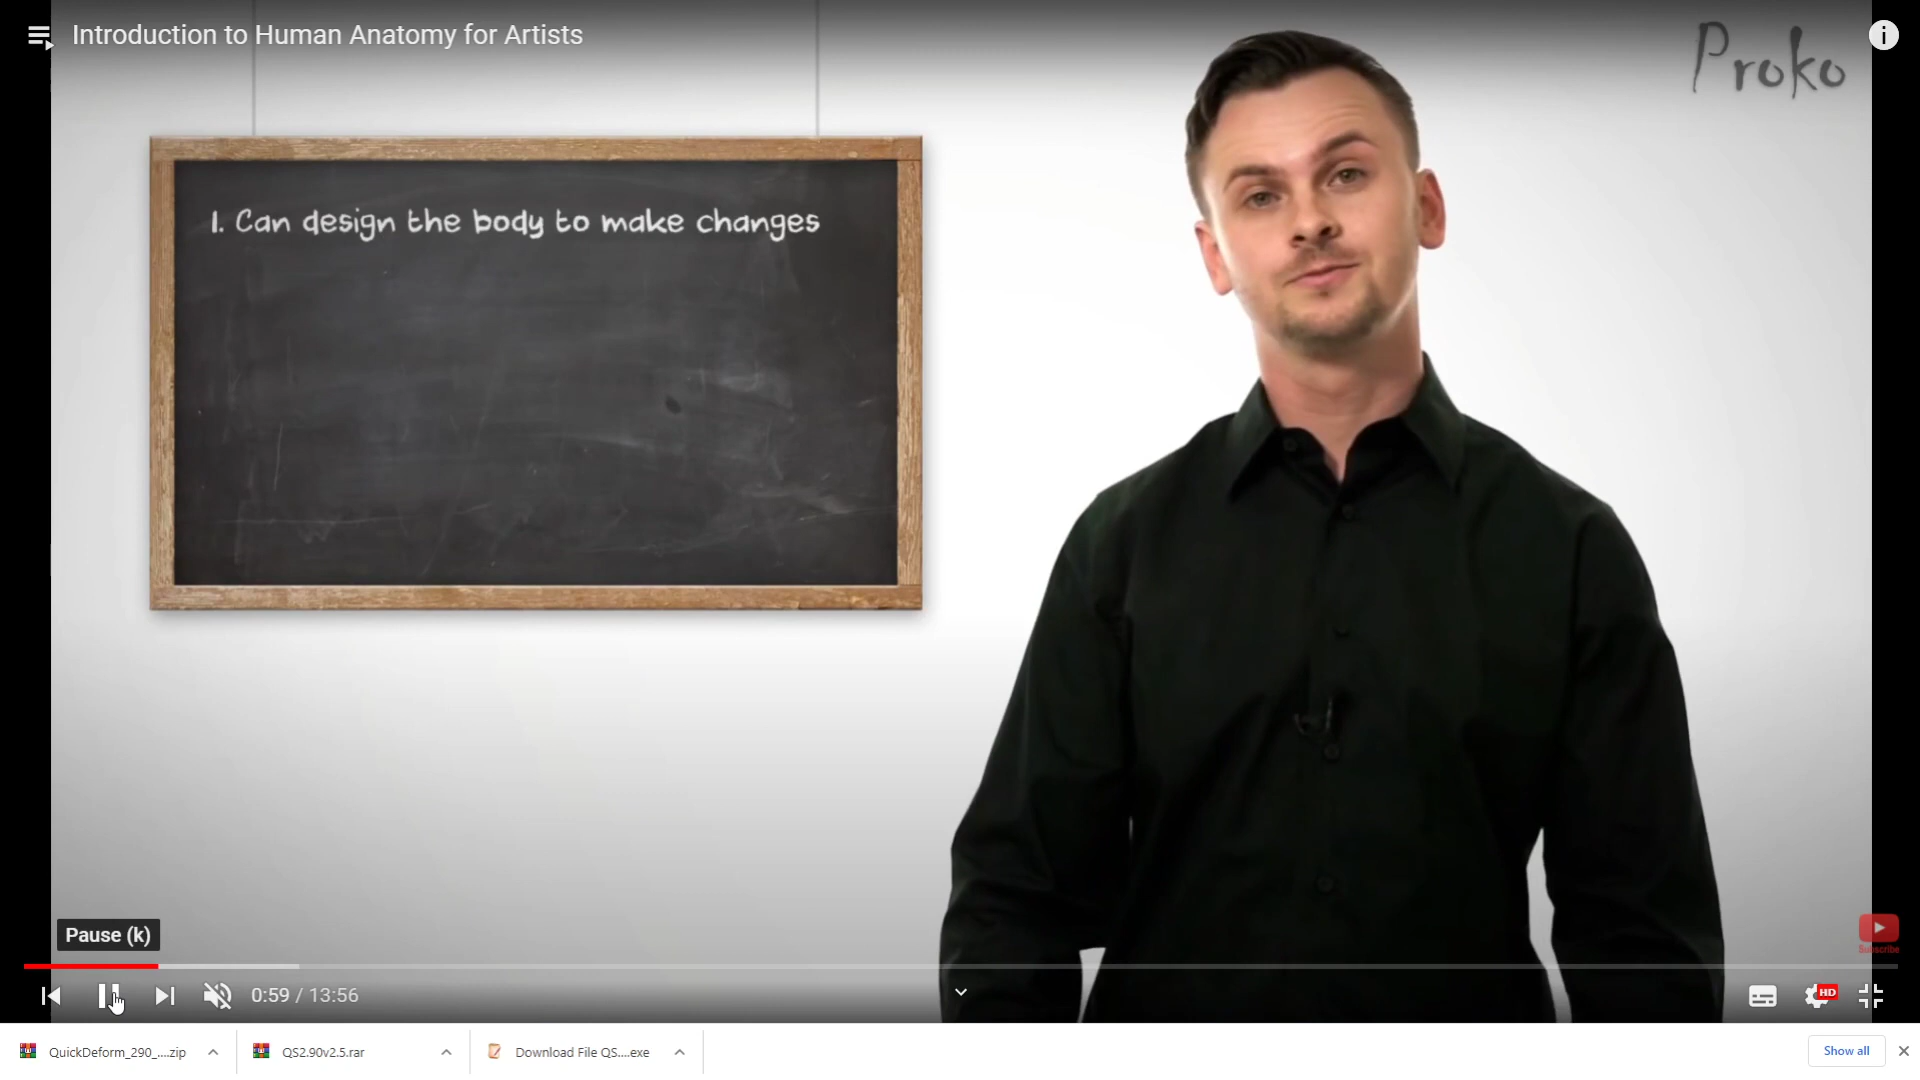 Introduction to Human Anatomy for Artists
Proko
1. Can design the body to make changes
Pause (k)
Subscribe
0:59 / 13:56
HD
QuickDeform_290_....zip
QS2.90v2.5.rar
Download File QS....exe
Show all